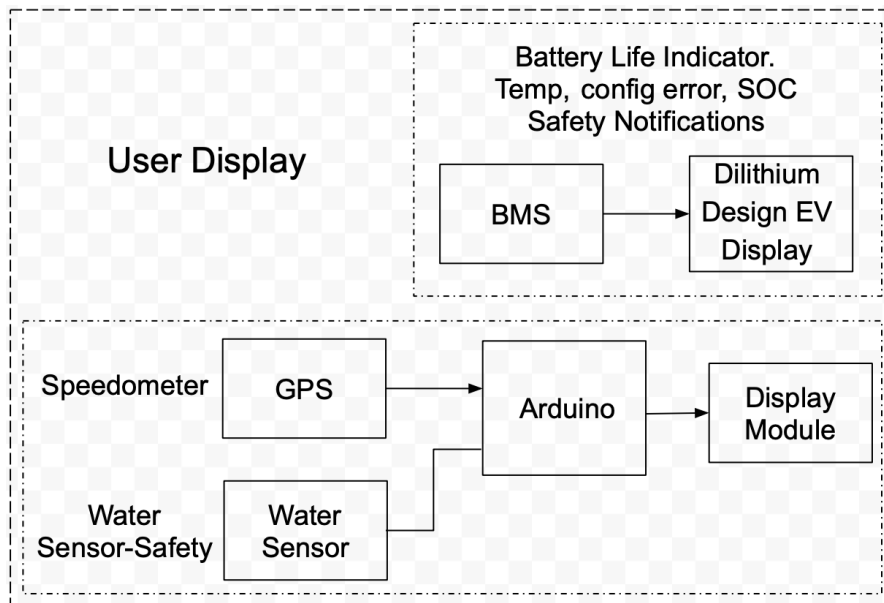 Battery Life Indicator.
Temp, config error, SOC
Safety Notifications
User Display
BMS
Dilithium
Design EV
Display
Speedometer
GPS
Arduino
Display
Module
Water
Sensor-Safety
Water
Sensor